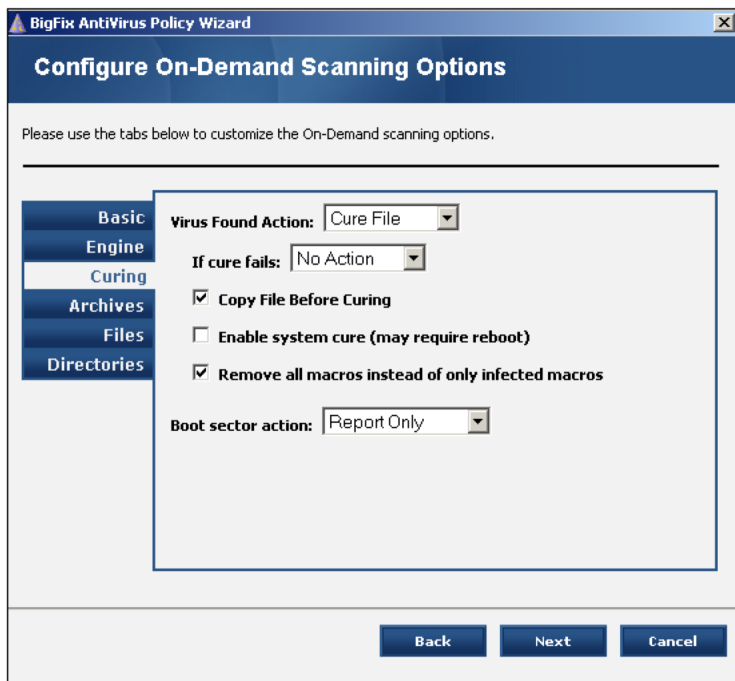 BigFix AntiVirus Policy Wizard
Configure On-Demand Scanning Options
Please use the tabs below to customize the On-Demand scanning options.
Basic
Engine
Curing
Archives
Files
Directories
Virus Found Action: Cure File
If cure fails: No Action
Copy File Before Curing
Enable system cure (may require reboot)
Remove all macros instead of only infected macros
Boot sector action: Report Only
Back Next Cancel